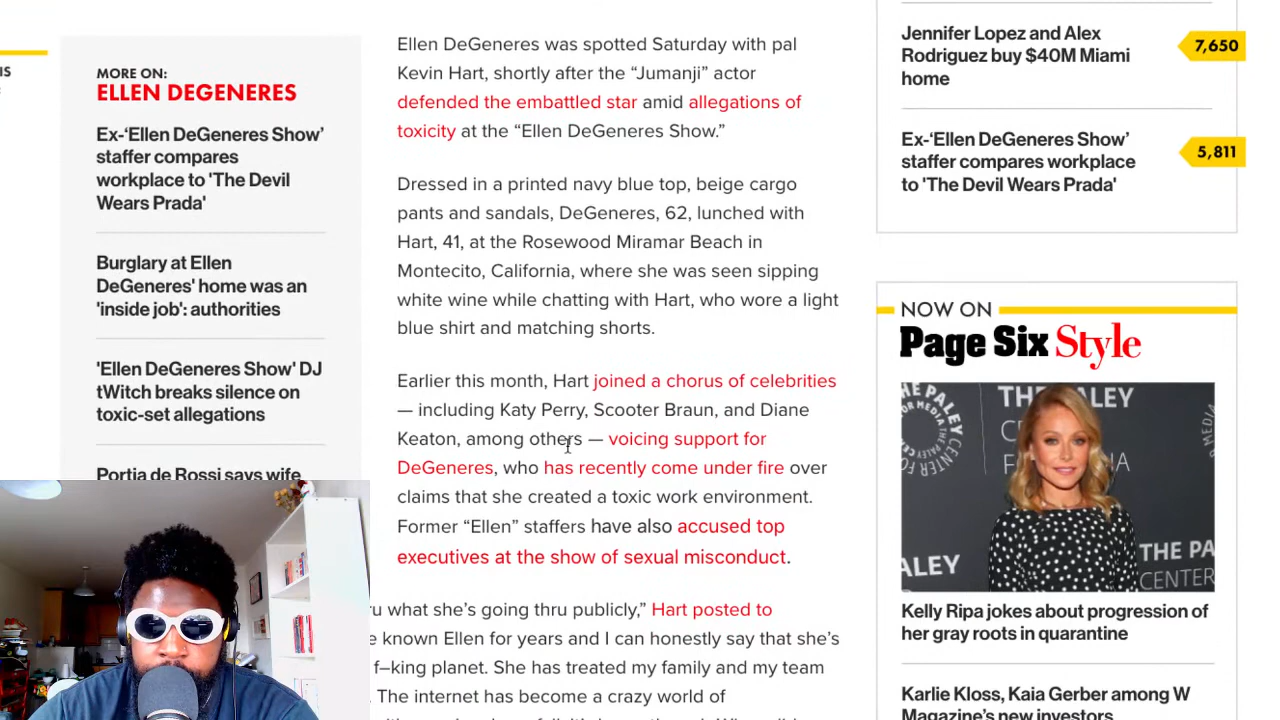 IS
MORE ON:
ELLEN DEGENERES
Ex-‘Ellen DeGeneres Show’
staffer compares
workplace to 'The Devil
Wears Prada'
Burglary at Ellen
DeGeneres' home was an
'inside job': authorities
'Ellen DeGeneres Show' DJ
tWitch breaks silence on
toxic-set allegations
Portia de Rossi says wife
Ellen DeGeneres was spotted Saturday with pal
Kevin Hart, shortly after the “Jumanji” actor
defended the embattled star amid allegations of
toxicity at the “Ellen DeGeneres Show.”
Dressed in a printed navy blue top, beige cargo
pants and sandals, DeGeneres, 62, lunched with
Hart, 41, at the Rosewood Miramar Beach in
Montecito, California, where she was seen sipping
white wine while chatting with Hart, who wore a light
blue shirt and matching shorts.
Earlier this month, Hart joined a chorus of celebrities
— including Katy Perry, Scooter Braun, and Diane
Keaton, among others — voicing support for
DeGeneres, who has recently come under fire over
claims that she created a toxic work environment.
Former “Ellen” staffers have also accused top
executives at the show of sexual misconduct.
ru what she’s going thru publicly,” Hart posted to
e known Ellen for years and I can honestly say that she’s
f–king planet. She has treated my family and my team
. The internet has become a crazy world of
Jennifer Lopez and Alex
Rodriguez buy $40M Miami
home
7,650
Ex-‘Ellen DeGeneres Show’
staffer compares workplace
to 'The Devil Wears Prada'
5,811
NOW ON
Page Six Style
THE PALEY
CENTER
FOR MEDIA
THE PALEY
CENTER
PALEY
THE PA
CENTER
Kelly Ripa jokes about progression of
her gray roots in quarantine
Karlie Kloss, Kaia Gerber among W
Magazine’s new investors